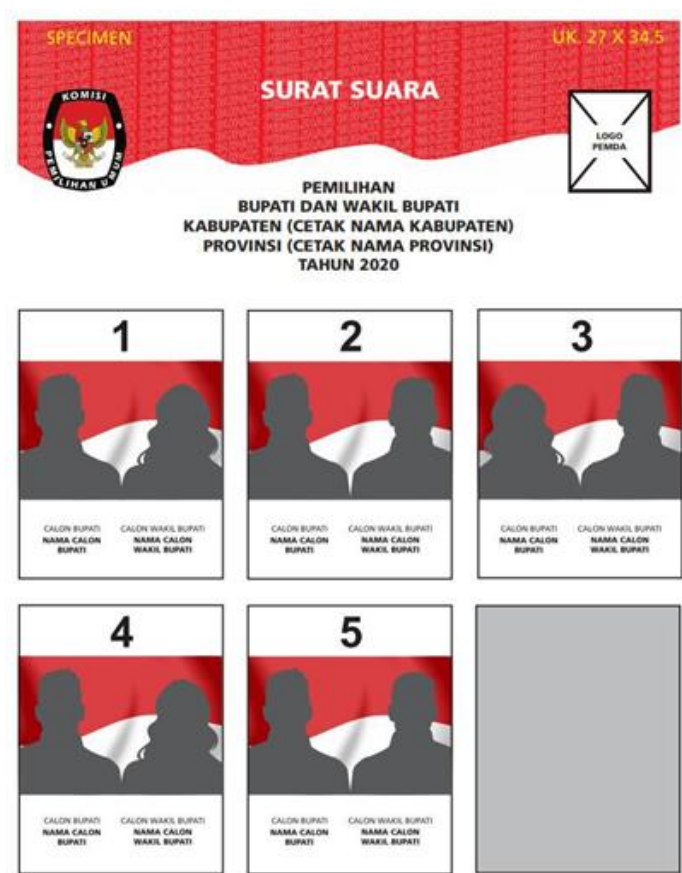 SPECIMEN
UK. 27 X 34.5
SURAT SUARA
KOMISI
PEMILIHAN UMUM
LOGO
PEMDA
PEMILIHAN
BUPATI DAN WAKIL BUPATI
KABUPATEN (CETAK NAMA KABUPATEN)
PROVINSI (CETAK NAMA PROVINSI)
TAHUN 2020
1
CALON BUPATI
NAMA CALON
BUPATI
CALON WAKIL BUPATI
NAMA CALON
WAKIL BUPATI
2
CALON BUPATI
NAMA CALON
BUPATI
CALON WAKIL BUPATI
NAMA CALON
WAKIL BUPATI
3
CALON BUPATI
NAMA CALON
BUPATI
CALON WAKIL BUPATI
NAMA CALON
WAKIL BUPATI
4
CALON BUPATI
NAMA CALON
BUPATI
CALON WAKIL BUPATI
NAMA CALON
WAKIL BUPATI
5
CALON BUPATI
NAMA CALON
BUPATI
CALON WAKIL BUPATI
NAMA CALON
WAKIL BUPATI